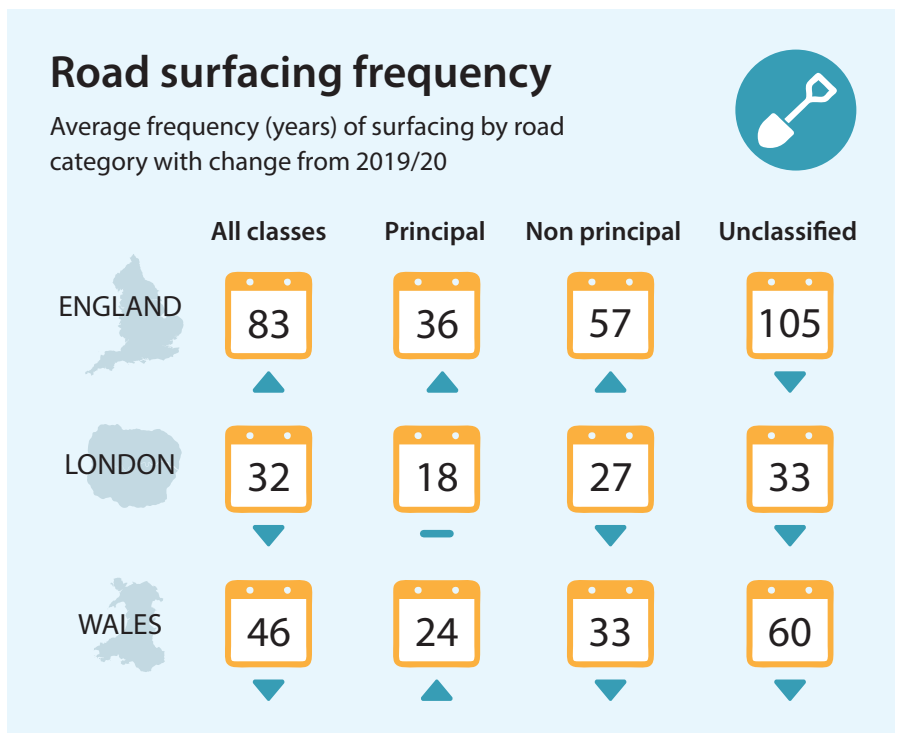 Road surfacing frequency
Average frequency (years) of surfacing by road
category with change from 2019/20
All classes Principal Non principal Unclassified
ENGLAND 83 36 57 105
LONDON 32 18 27 33
WALES 46 24 33 60